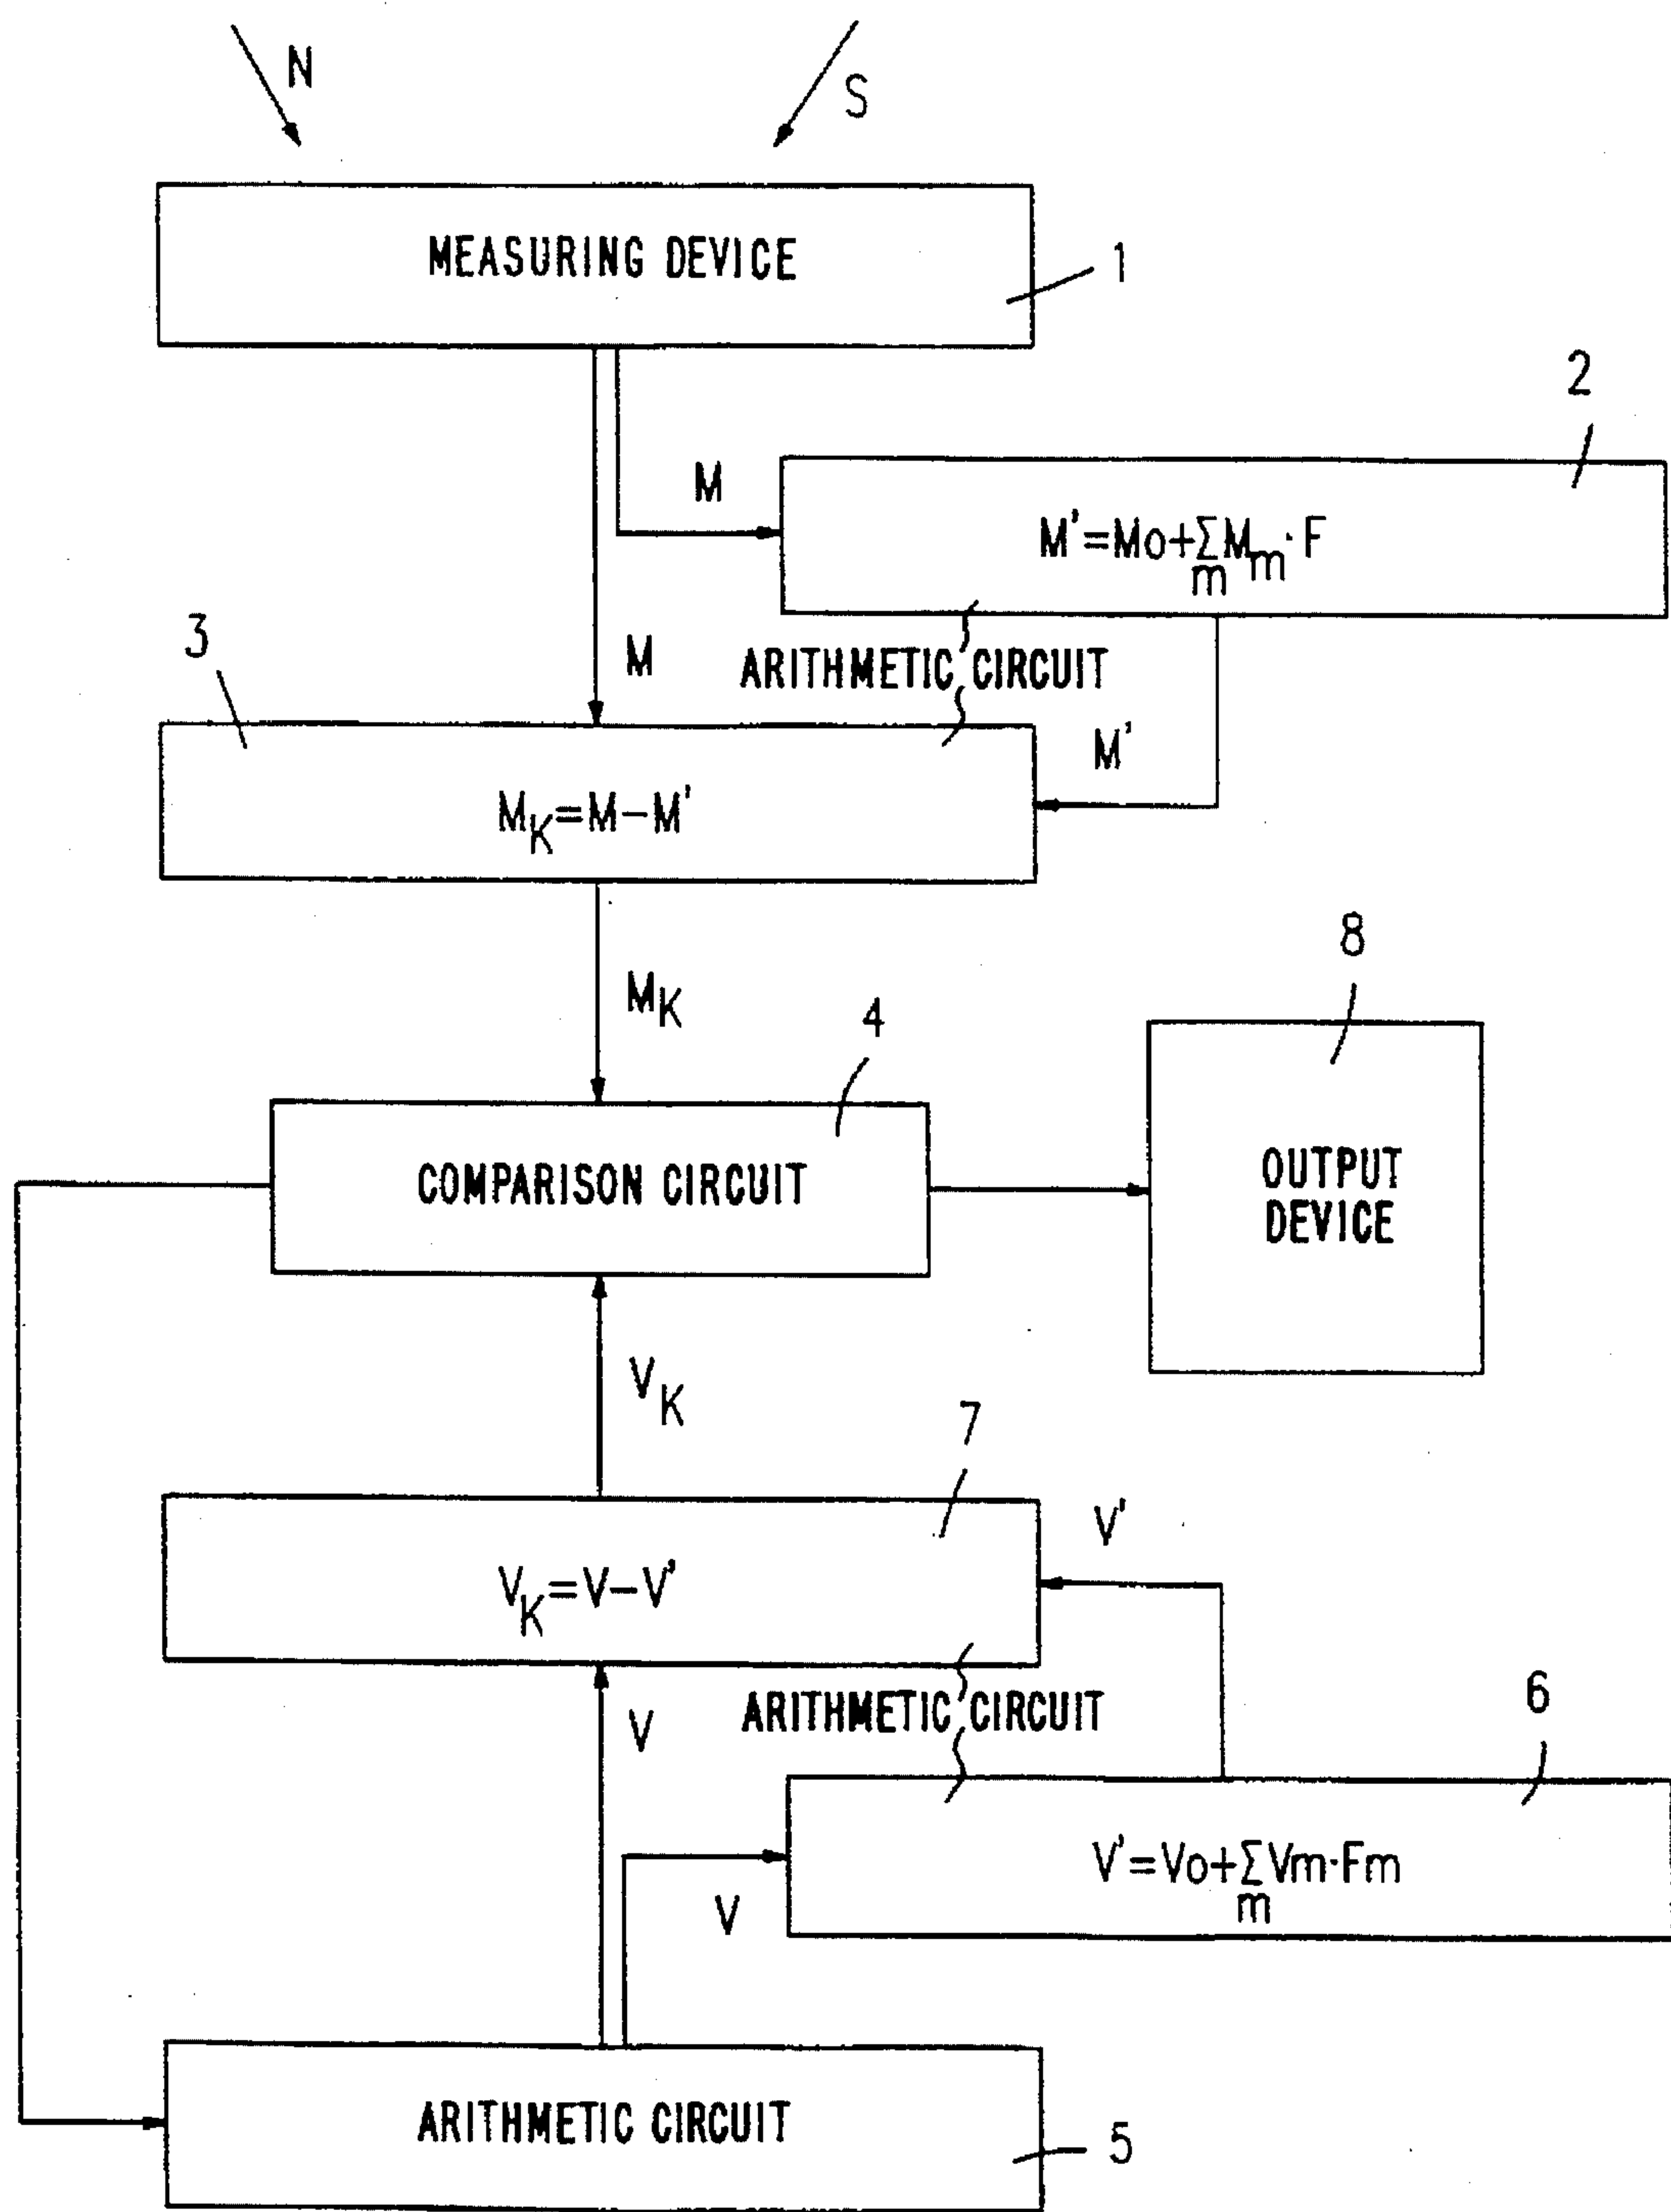 N
S
MEASURING DEVICE
1
2
M
M'=Mo+∑Mm·F
m
3
M
ARITHMETIC CIRCUIT
M'
MK=M-M'
8
MK
4
COMPARISON CIRCUIT
OUTPUT
DEVICE
VK
7
V'
VK=V-V'
ARITHMETIC CIRCUIT
6
V
V'=Vo+∑Vm·Fm
m
V
ARITHMETIC CIRCUIT
5